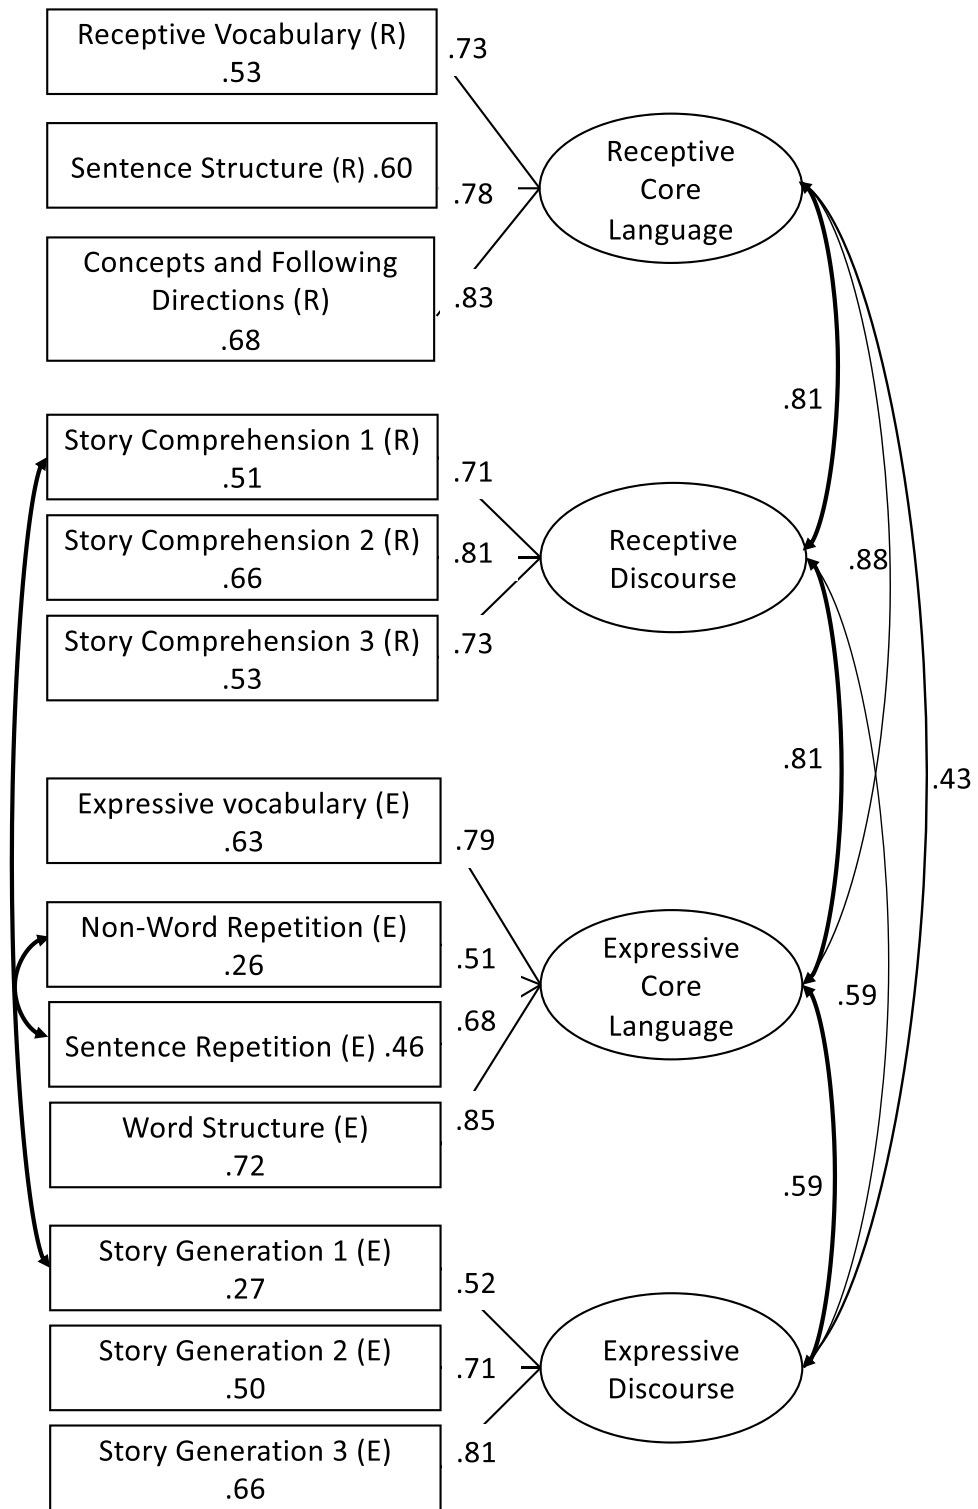 Receptive Vocabulary (R)
.53
.73
Sentence Structure (R) .60
.78
Concepts and Following
Directions (R)
.68
.83
Receptive
Core
Language
Story Comprehension 1 (R)
.51
.71
Story Comprehension 2 (R)
.66
.81
Story Comprehension 3 (R)
.53
.73
Receptive
Discourse
.81
.88
.81
.43
Expressive vocabulary (E)
.63
.79
Non-Word Repetition (E)
.26
.51
Sentence Repetition (E) .46
.68
Word Structure (E)
.72
.85
Expressive
Core
Language
.59
.59
Story Generation 1 (E)
.27
.52
Story Generation 2 (E)
.50
.71
Story Generation 3 (E)
.66
.81
Expressive
Discourse